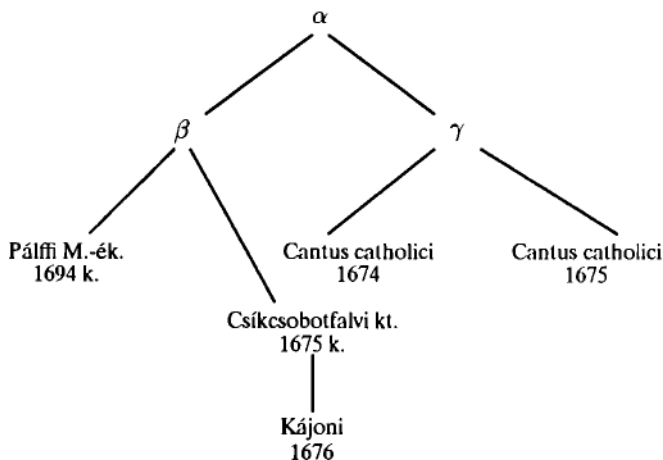 α
β
γ
Pálffi M.-ék.
1694 k.
Cantus catholici
1674
Cantus catholici
1675
Csíkcsobotfalvi kt.
1675 k.
Kájoni
1676